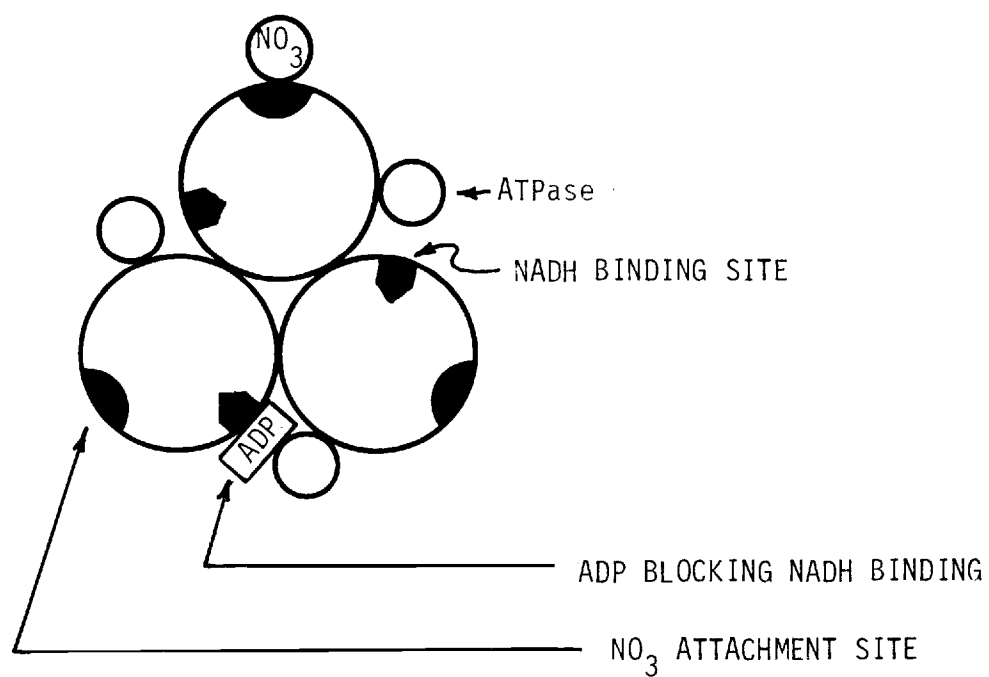 NO3
ATPase
NADH BINDING SITE
ADP
ADP BLOCKING NADH BINDING
NO3 ATTACHMENT SITE